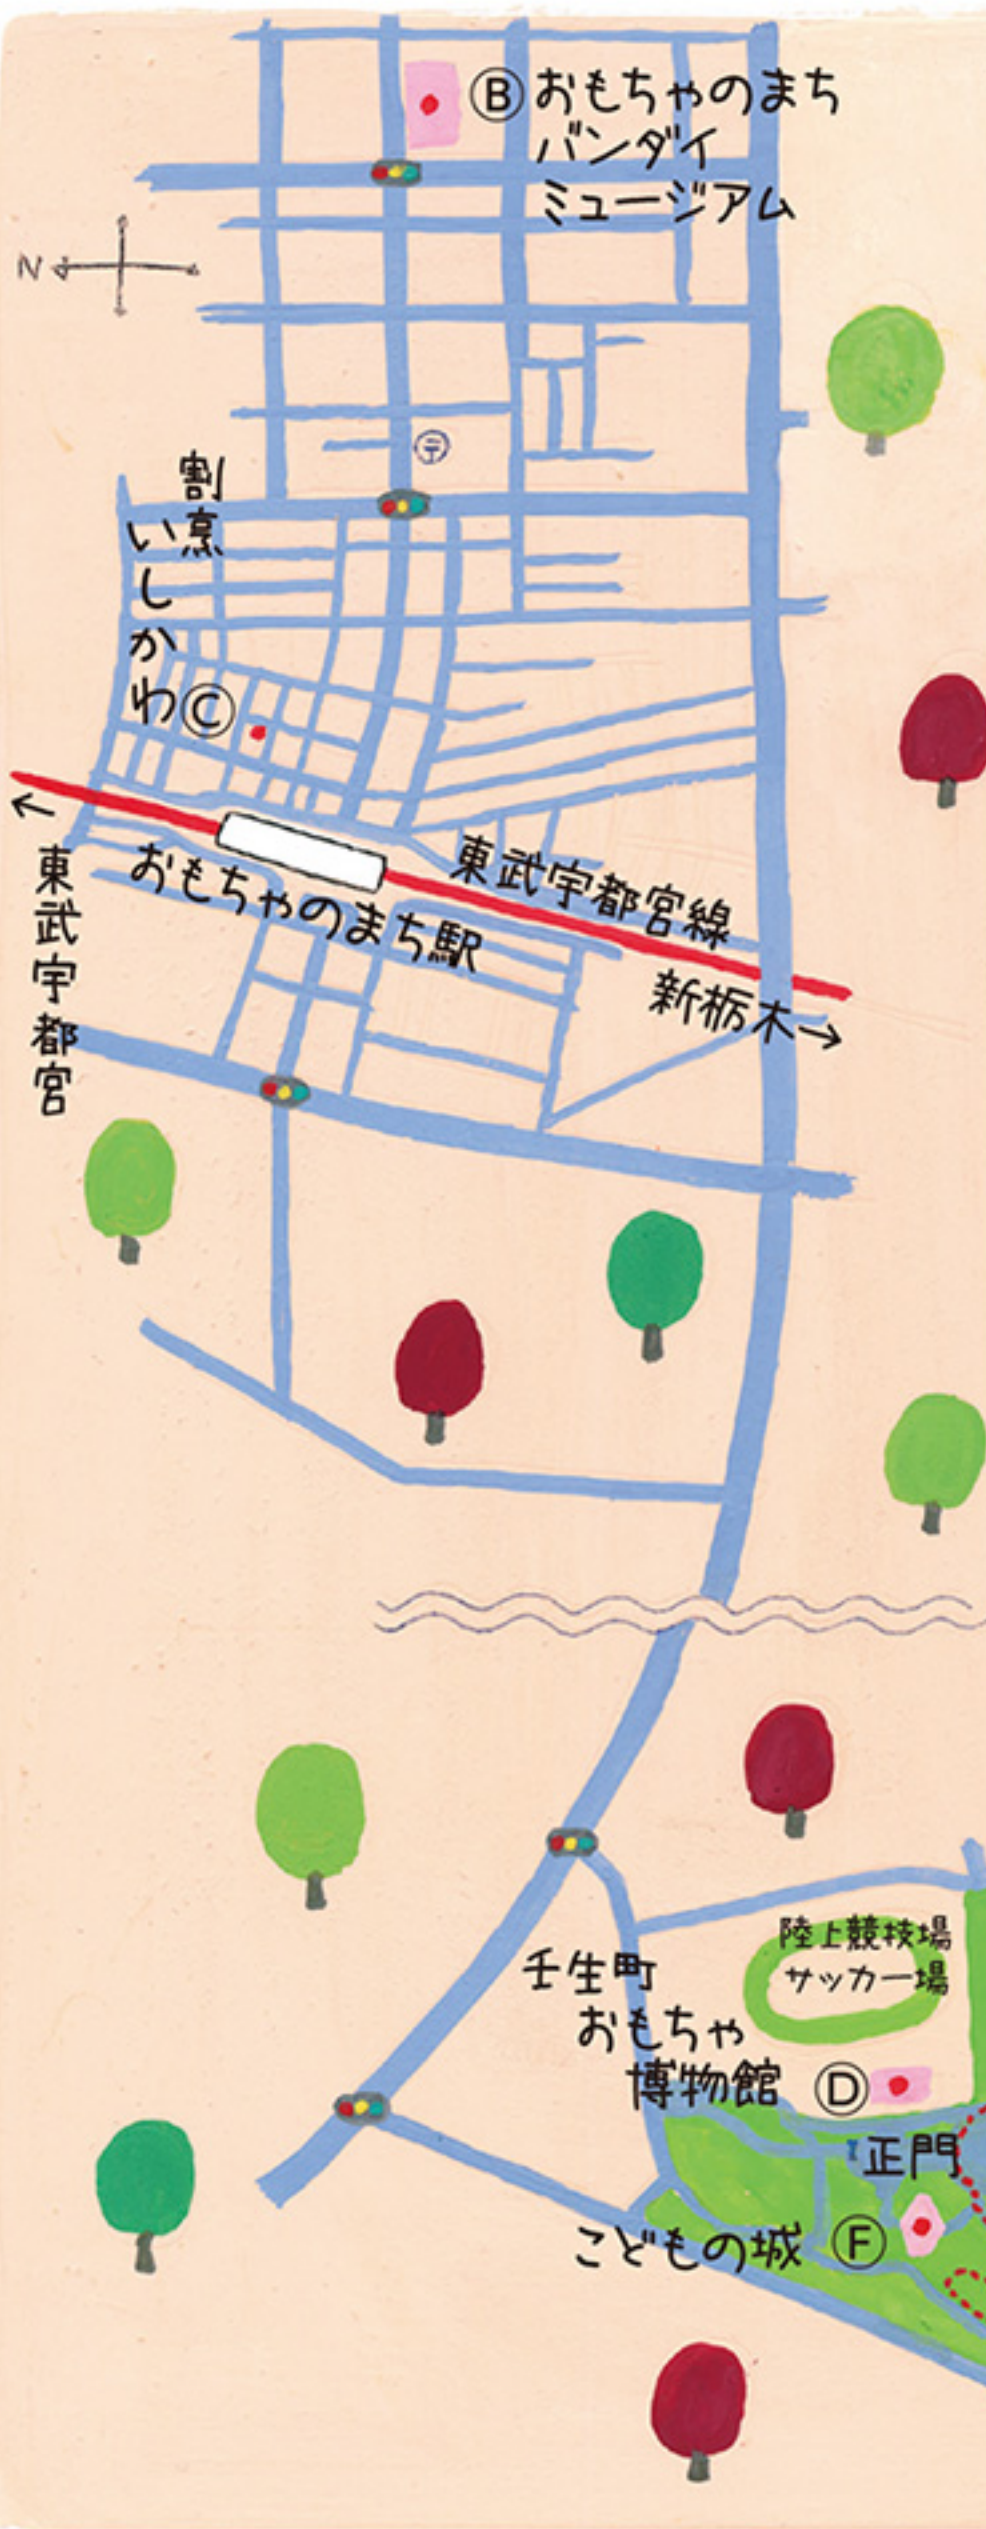 Ⓑおもちゃのまち
バンダイ
ミュージアム
N
〒
割烹
いしかわⒸ
東武宇都宮線
おもちゃのまち駅
←東武宇都宮
新栃木→
陸上競技場
サッカー場
壬生町
おもちゃ
博物館 Ⓓ
正門
こどもの城 Ⓕ